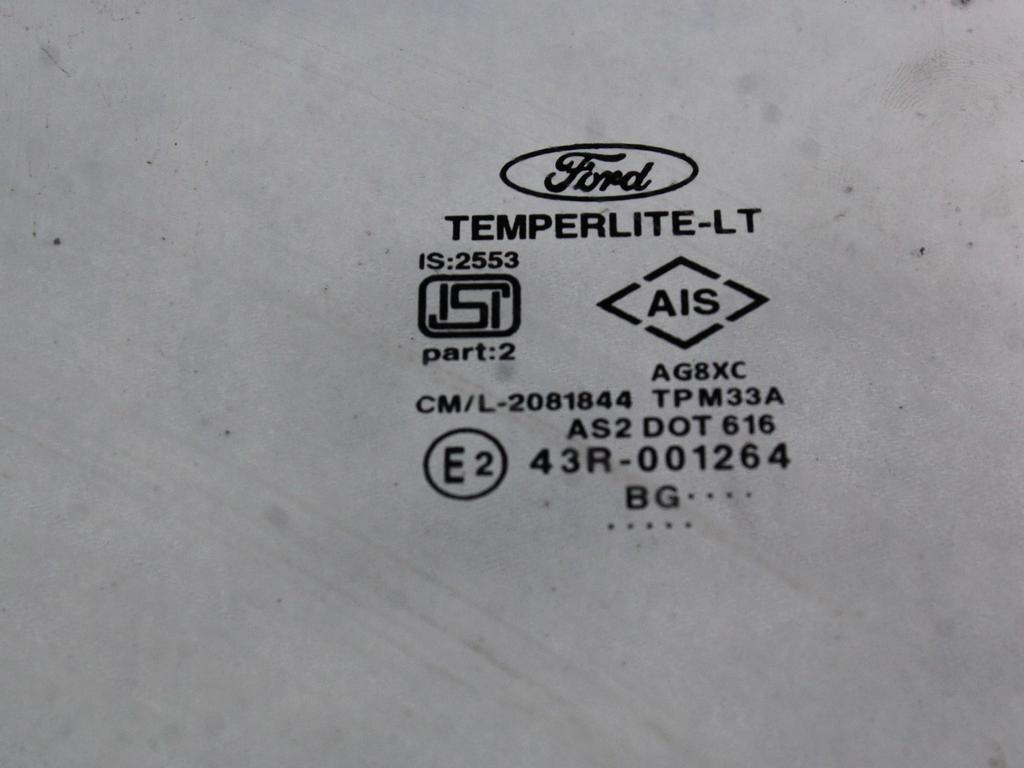 Ford
TEMPERLITE-LT
IS:2553
ISI
part:2
AIS
AG8XC
CM/L-2081844 TPM33A
AS2 DOT 616
E2 43R-001264
BG····
·····